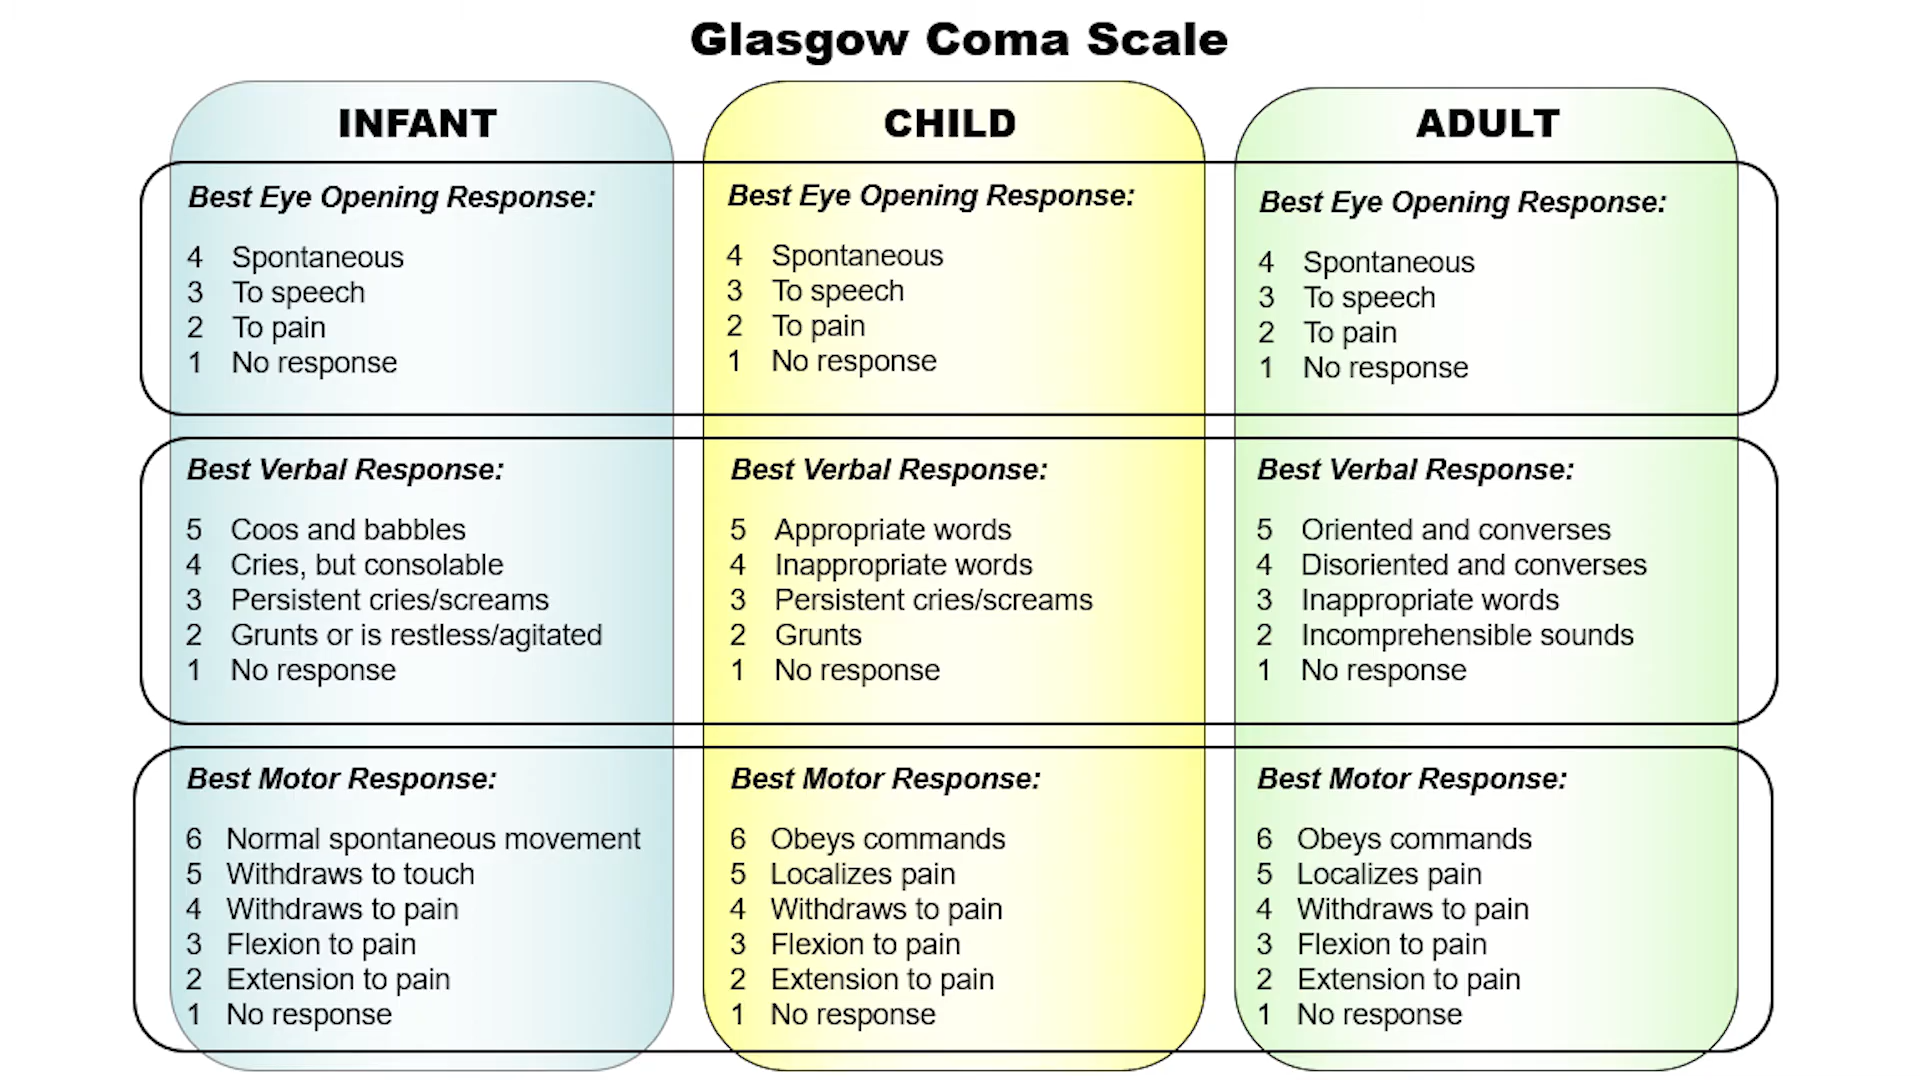 Glasgow Coma Scale
INFANT
Best Eye Opening Response:
4 Spontaneous
3 To speech
2 To pain
1 No response
Best Verbal Response:
5 Coos and babbles
4 Cries, but consolable
3 Persistent cries/screams
2 Grunts or is restless/agitated
1 No response
Best Motor Response:
6 Normal spontaneous movement
5 Withdraws to touch
4 Withdraws to pain
3 Flexion to pain
2 Extension to pain
1 No response
CHILD
Best Eye Opening Response:
4 Spontaneous
3 To speech
2 To pain
1 No response
Best Verbal Response:
5 Appropriate words
4 Inappropriate words
3 Persistent cries/screams
2 Grunts
1 No response
Best Motor Response:
6 Obeys commands
5 Localizes pain
4 Withdraws to pain
3 Flexion to pain
2 Extension to pain
1 No response
ADULT
Best Eye Opening Response:
4 Spontaneous
3 To speech
2 To pain
1 No response
Best Verbal Response:
5 Oriented and converses
4 Disoriented and converses
3 Inappropriate words
2 Incomprehensible sounds
1 No response
Best Motor Response:
6 Obeys commands
5 Localizes pain
4 Withdraws to pain
3 Flexion to pain
2 Extension to pain
1 No response